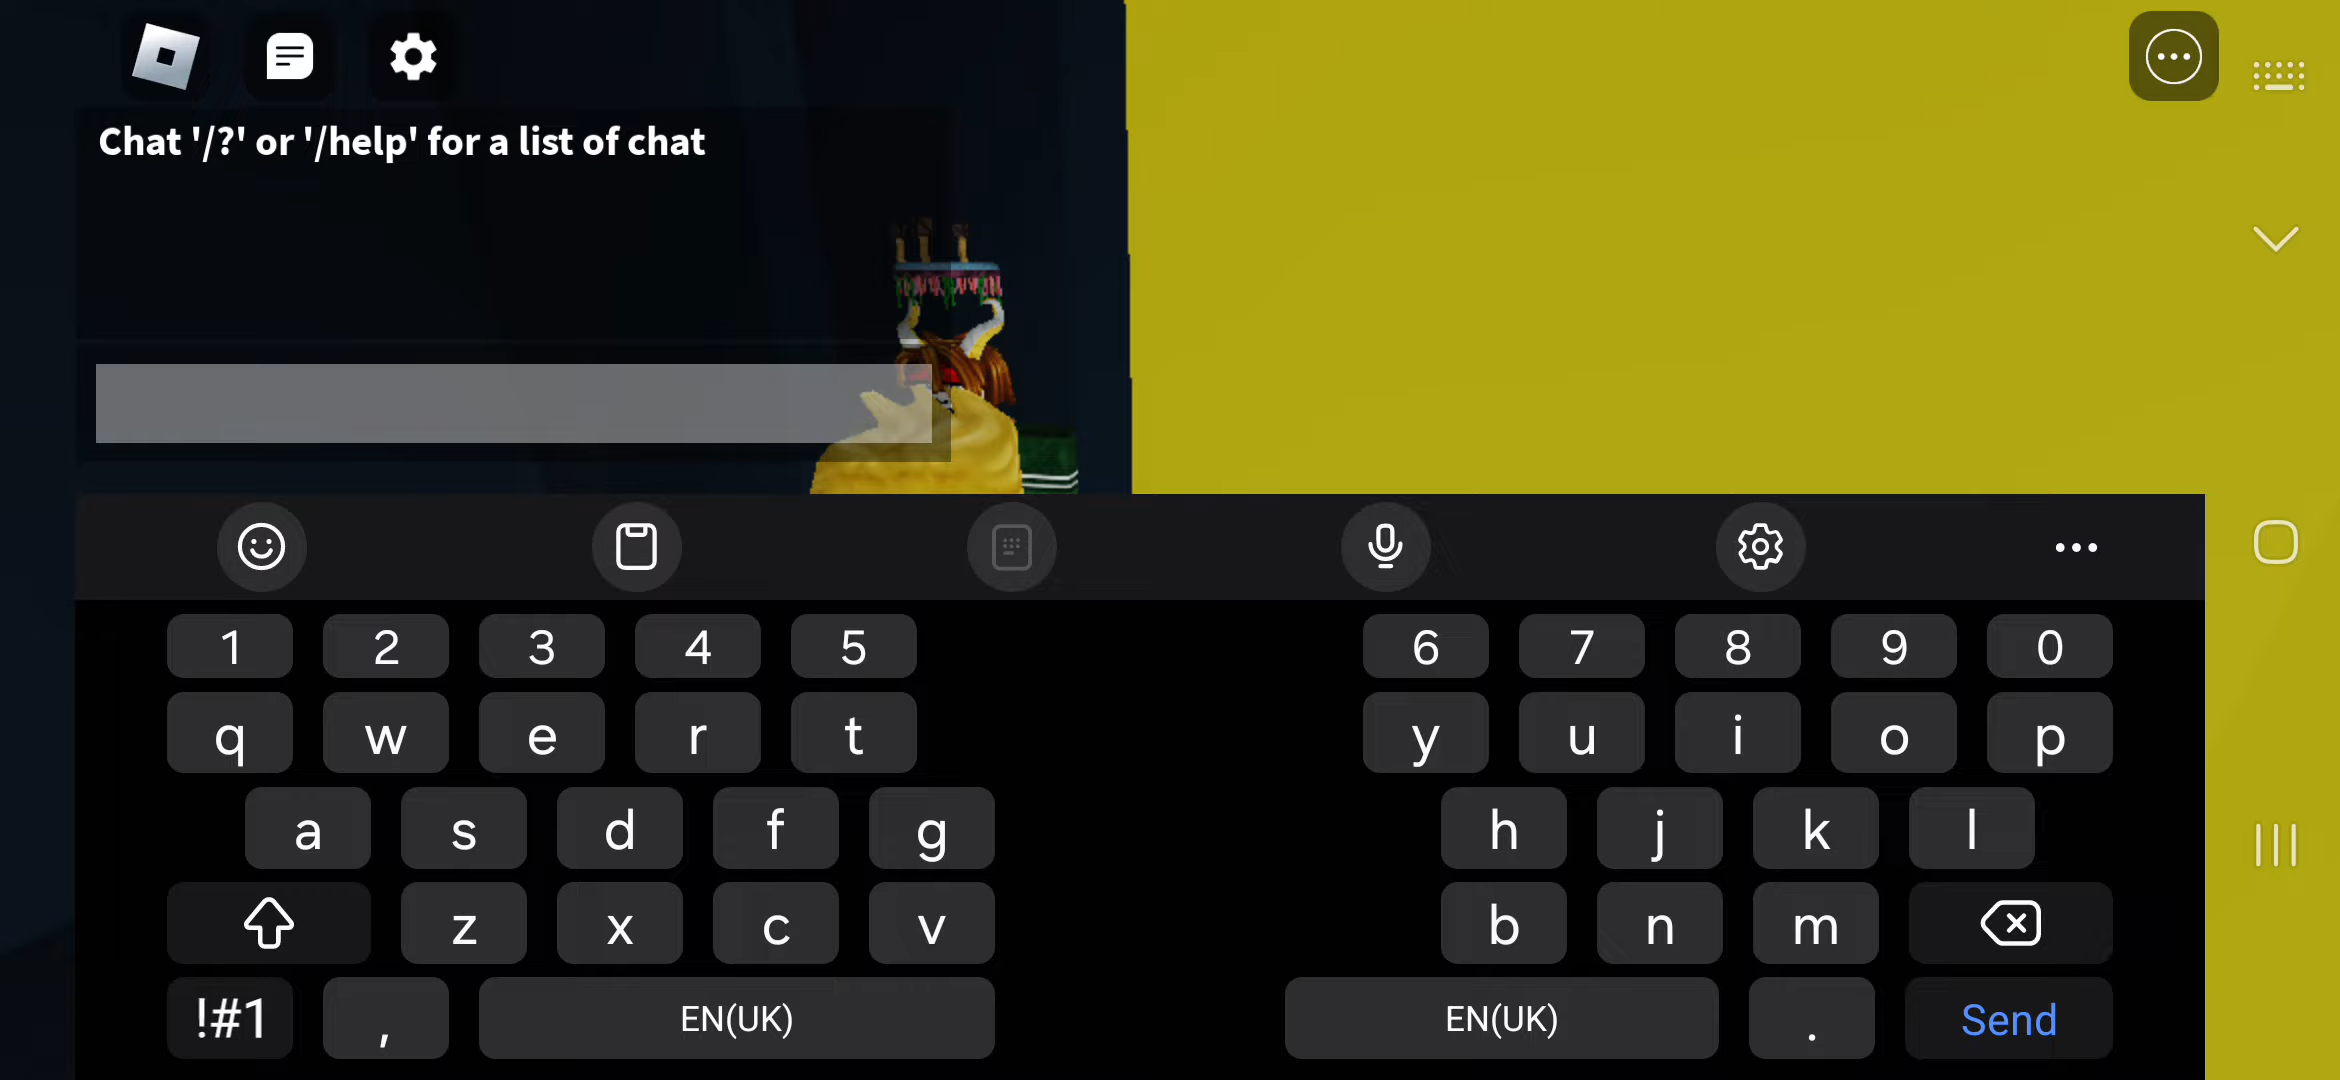 Chat '/?' or '/help' for a list of chat
1 2 3 4 5 6 7 8 9 0
q w e r t y u i o p
a s d f g h j k l
z x c v b n m
!#1 , EN(UK) EN(UK) . Send